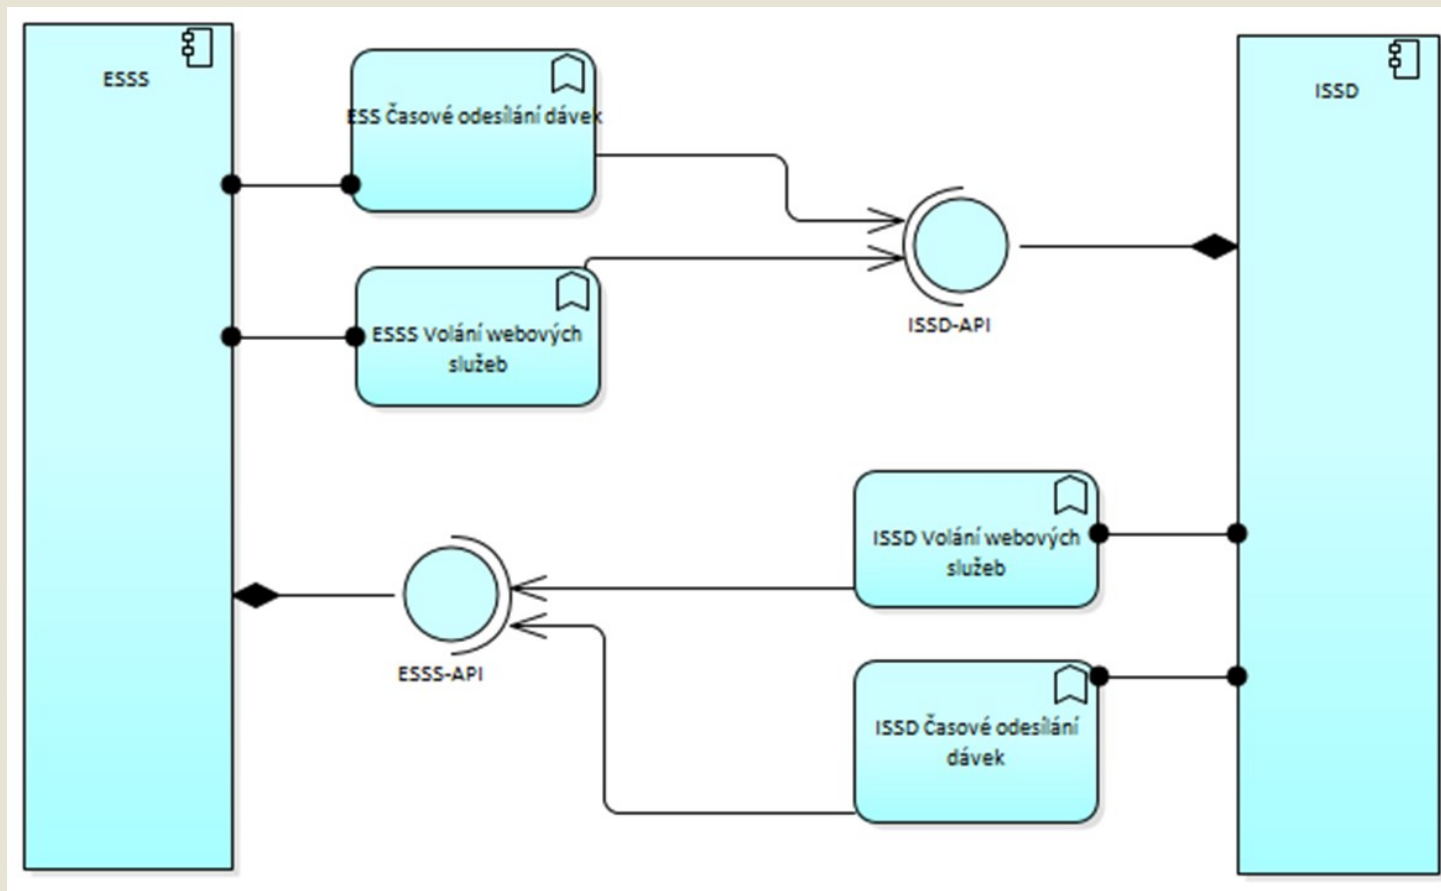 ESSS
ESS Časové odesílání dávek
ISSD
ESSS Volání webových
služeb
ISSD-API
ISSD Volání webových
služeb
ESSS-API
ISSD Časové odesílání
dávek